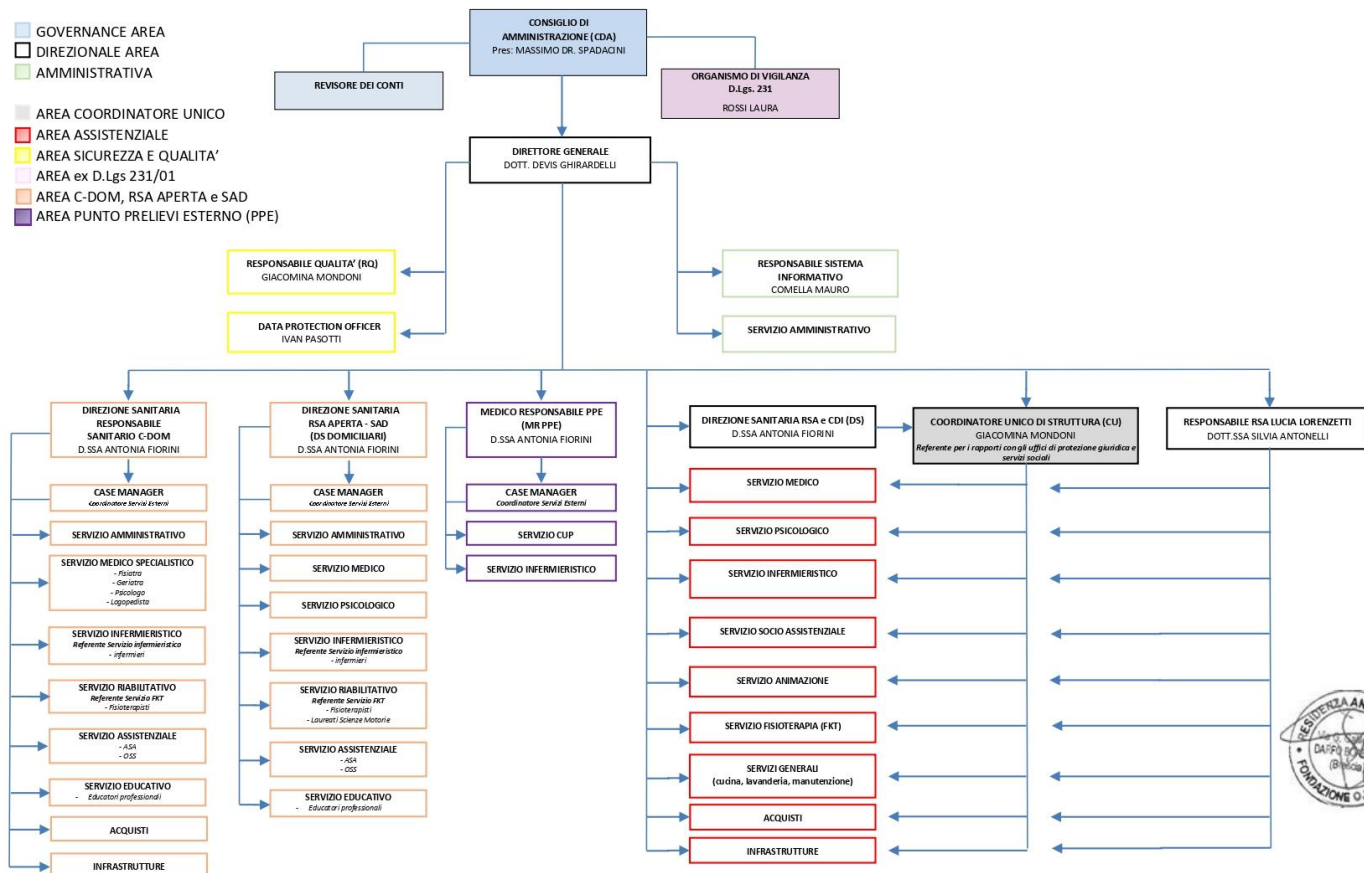 GOVERNANCE AREA
DIREZIONALE AREA
AMMINISTRATIVA
AREA COORDINATORE UNICO
AREA ASSISTENZIALE
AREA SICUREZZA E QUALITA’
AREA ex D.Lgs 231/01
AREA C-DOM, RSA APERTA e SAD
AREA PUNTO PRELIEVI ESTERNO (PPE)
CONSIGLIO DI
AMMINISTRAZIONE (CDA)
Pres: MASSIMO DR. SPADACINI
REVISORE DEI CONTI
ORGANISMO DI VIGILANZA
D.Lgs. 231
ROSSI LAURA
DIRETTORE GENERALE
DOTT. DEVIS GHIRARDELLI
RESPONSABILE QUALITA’ (RQ)
GIACOMINA MONDONI
RESPONSABILE SISTEMA
INFORMATIVO
COMELLA MAURO
DATA PROTECTION OFFICER
IVAN PASOTTI
SERVIZIO AMMINISTRATIVO
DIREZIONE SANITARIA
RESPONSABILE
SANITARIO C-DOM
D.SSA ANTONIA FIORINI
CASE MANAGER
Coordinatore Servizi Esterni
SERVIZIO AMMINISTRATIVO
SERVIZIO MEDICO SPECIALISTICO
- Fisiatra
- Geriatra
- Psicologo
- Logopedista
SERVIZIO INFERMIERISTICO
Referente Servizio infermieristico
- infermieri
SERVIZIO RIABILITATIVO
Referente Servizio FKT
- Fisioterapisti
SERVIZIO ASSISTENZIALE
- ASA
- OSS
SERVIZIO EDUCATIVO
- Educatori professionali
ACQUISTI
INFRASTRUTTURE
DIREZIONE SANITARIA
RSA APERTA - SAD
(DS DOMICILIARI)
D.SSA ANTONIA FIORINI
CASE MANAGER
Coordinatore Servizi Esterni
SERVIZIO AMMINISTRATIVO
SERVIZIO MEDICO
SERVIZIO PSICOLOGICO
SERVIZIO INFERMIERISTICO
Referente Servizio infermieristico
- infermieri
SERVIZIO RIABILITATIVO
Referente Servizio FKT
- Fisioterapisti
- Laureati Scienze Motorie
SERVIZIO ASSISTENZIALE
- ASA
- OSS
SERVIZIO EDUCATIVO
- Educatori professionali
MEDICO RESPONSABILE PPE
(MR PPE)
D.SSA ANTONIA FIORINI
CASE MANAGER
Coordinatore Servizi Esterni
SERVIZIO CUP
SERVIZIO INFERMIERISTICO
DIREZIONE SANITARIA RSA e CDI (DS)
D.SSA ANTONIA FIORINI
SERVIZIO MEDICO
SERVIZIO PSICOLOGICO
SERVIZIO INFERMIERISTICO
SERVIZIO SOCIO ASSISTENZIALE
SERVIZIO ANIMAZIONE
SERVIZIO FISIOTERAPIA (FKT)
SERVIZI GENERALI
(cucina, lavanderia, manutenzione)
ACQUISTI
INFRASTRUTTURE
COORDINATORE UNICO DI STRUTTURA (CU)
GIACOMINA MONDONI
Referente per i rapporti con gli uffici di protezione giuridica e
servizi sociali
RESPONSABILE RSA LUCIA LORENZETTI
DOTT.SSA SILVIA ANTONELLI
RESIDENZA
DARFO
FONDAZIONE O.